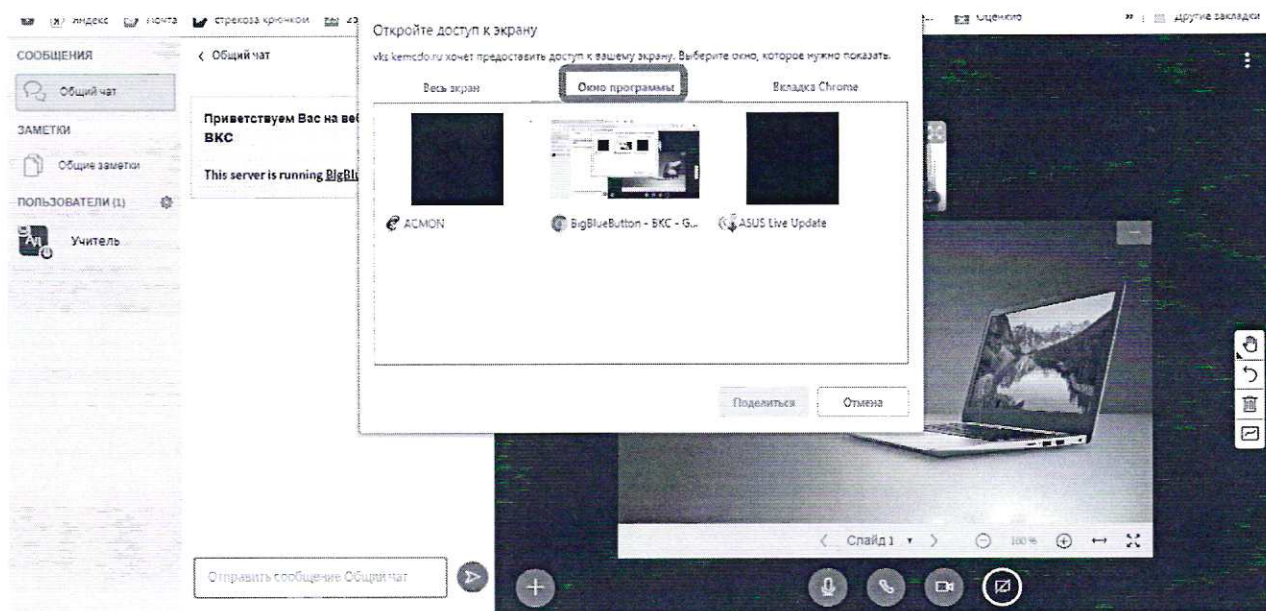 Яндекс
Почта
стрекоза крючком
Оценкио
»
Другие закладки
СООБЩЕНИЯ
Общий чат
ЗАМЕТКИ
Общие заметки
ПОЛЬЗОВАТЕЛИ (1)
Ад
Учитель
Общий чат
Приветствуем Вас на веб
ВКС
This server is running BigBlu
Откройте доступ к экрану
vks.kemcdo.ru хочет предоставить доступ к вашему экрану. Выберите окно, которое нужно показать.
Весь экран
Окно программы
Вкладка Chrome
ACMON
BigBlueButton - ВКС - G...
ASUS Live Update
Поделиться
Отмена
Слайд 1
100 %
Отправить сообщение Общий чат